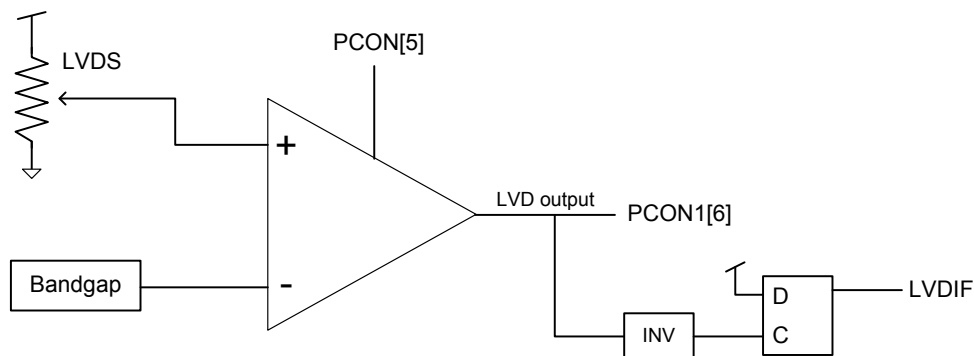 PCON[5]
LVDS
+
LVD output
PCON1[6]
Bandgap
-
D
LVDIF
INV
C